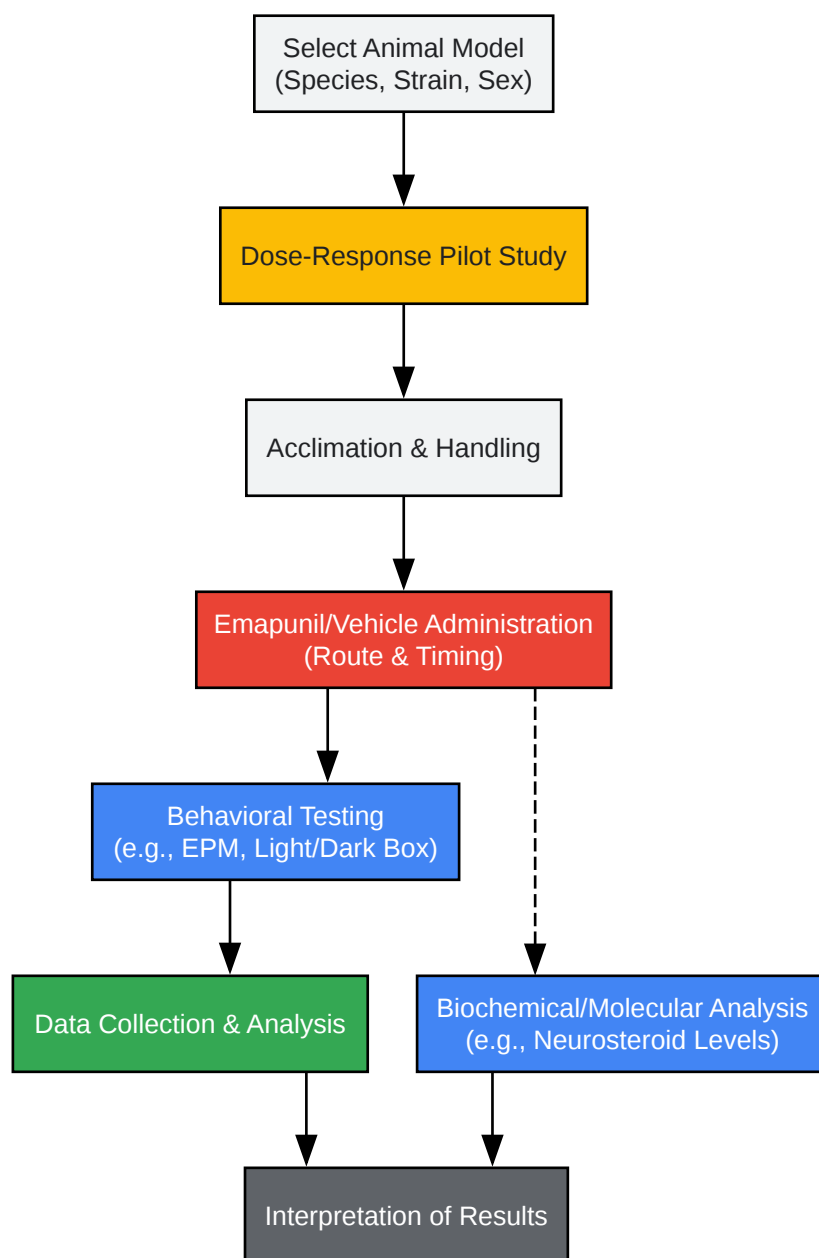 Select Animal Model
(Species, Strain, Sex)
Dose-Response Pilot Study
Acclimation & Handling
Emapunil/Vehicle Administration
(Route & Timing)
Behavioral Testing
(e.g., EPM, Light/Dark Box)
Data Collection & Analysis
Biochemical/Molecular Analysis
(e.g., Neurosteroid Levels)
Interpretation of Results